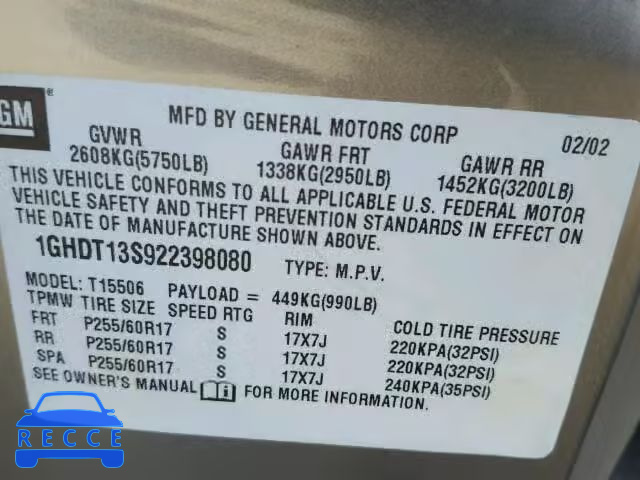 GM ®
MFD BY GENERAL MOTORS CORP 02/02
GVWR GAWR FRT GAWR RR
2608KG(5750LB) 1338KG(2950LB) 1452KG(3200LB)
THIS VEHICLE CONFORMS TO ALL APPLICABLE U.S. FEDERAL MOTOR
VEHICLE SAFETY AND THEFT PREVENTION STANDARDS IN EFFECT ON
THE DATE OF MANUFACTURE SHOWN ABOVE.
1GHDT13S922398080 TYPE: M.P.V.
MODEL: T15506 PAYLOAD = 449KG(990LB)
TPMW TIRE SIZE SPEED RTG RIM COLD TIRE PRESSURE
FRT P255/60R17 S 17X7J 220KPA(32PSI)
RR P255/60R17 S 17X7J 220KPA(32PSI)
SPA P255/60R17 S 17X7J 240KPA(35PSI)
SEE OWNER'S MANUAL FOR MORE INFORMATION.
RECCE